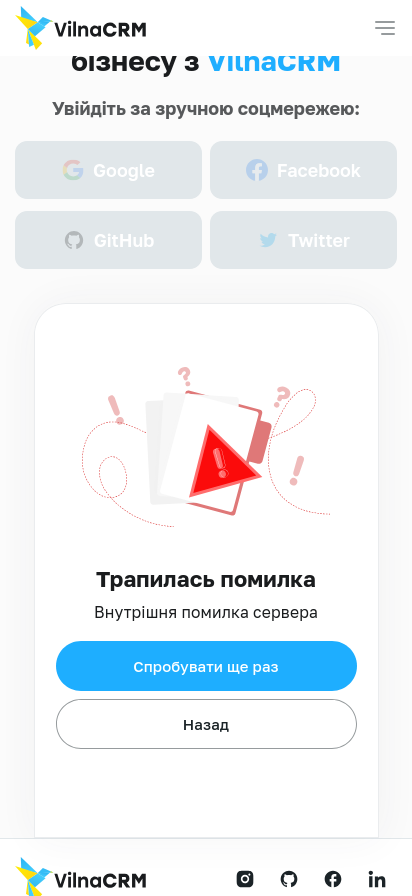 VilnaCRM
бізнесу з VilnaCRM
Увійдіть за зручною соцмережею:
Google
Facebook
GitHub
Twitter
Трапилась помилка
Внутрішня помилка сервера
Спробувати ще раз
Назад
VilnaCRM